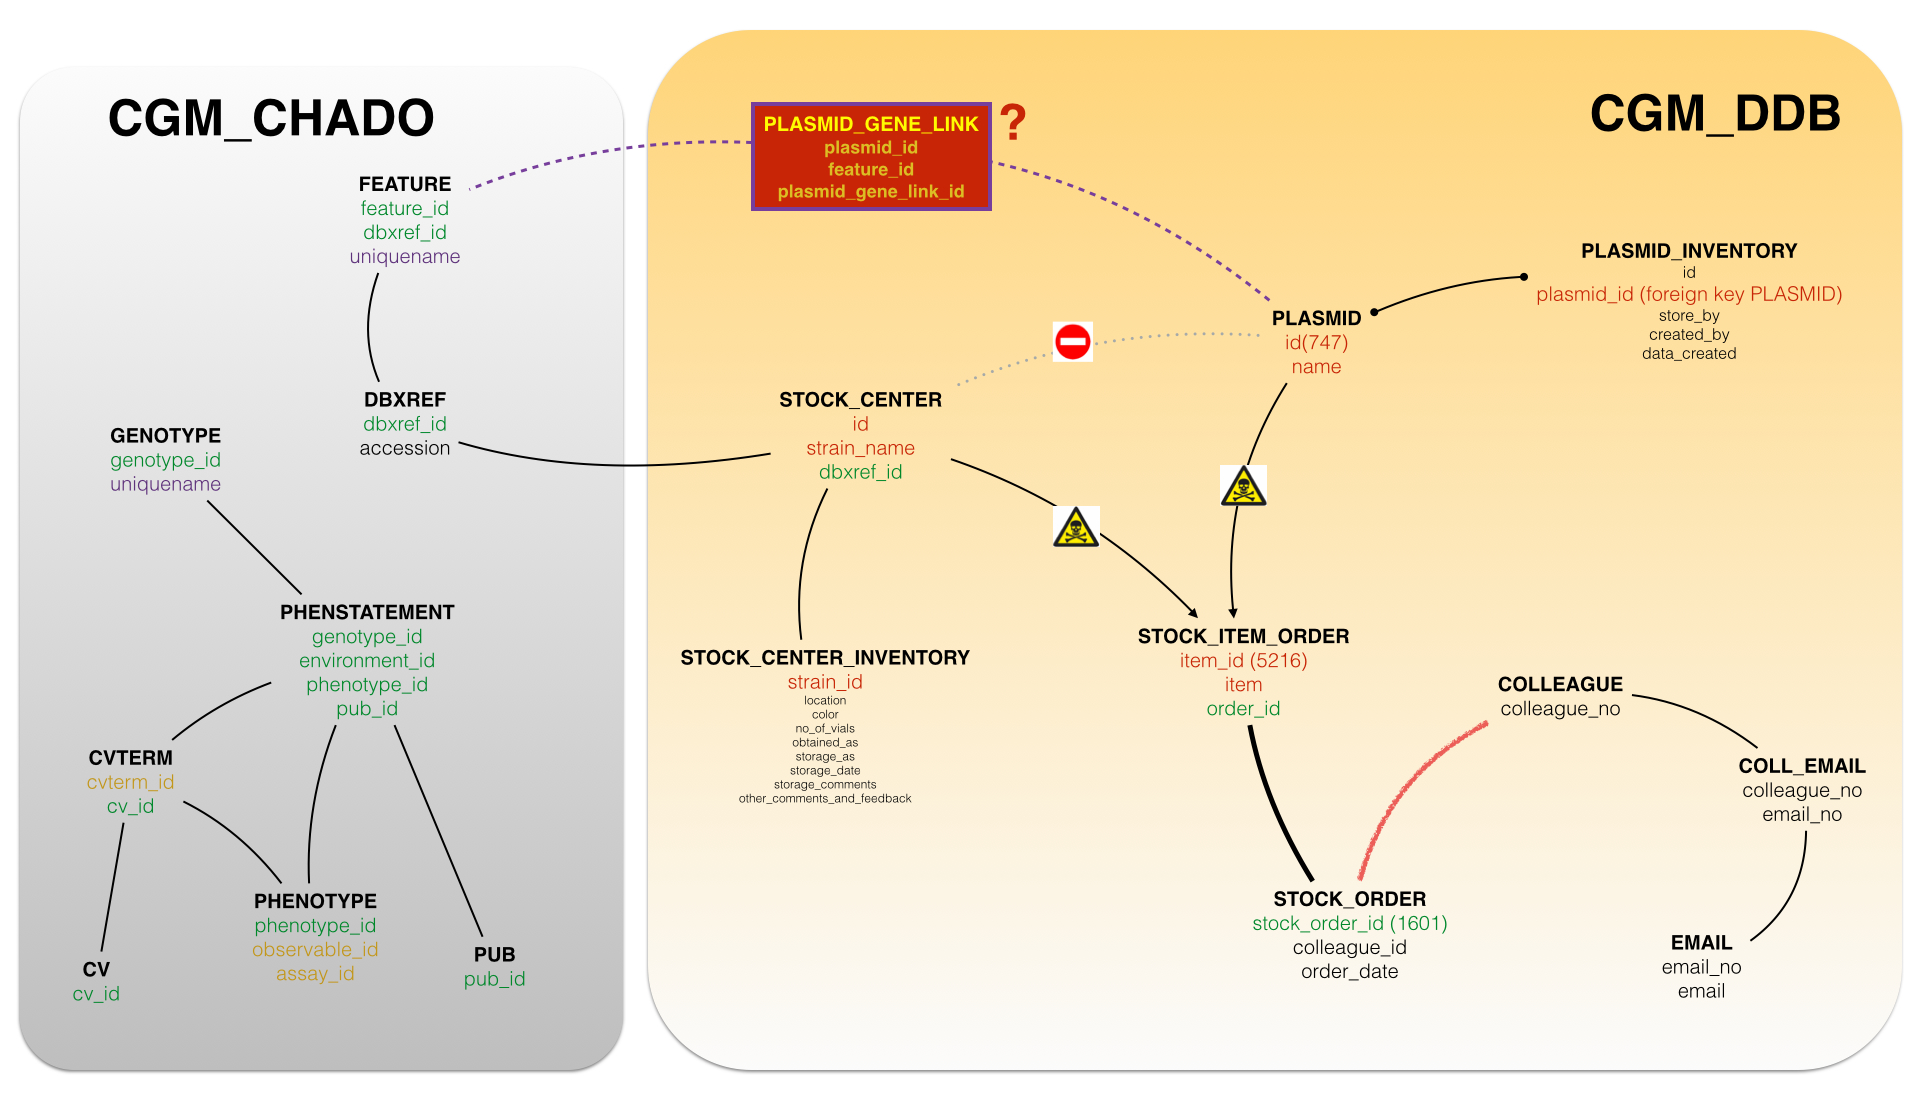 CGM_CHADO
FEATURE
feature_id
dbxref_id
uniquename
DBXREF
dbxref_id
accession
GENOTYPE
genotype_id
uniquename
PHENSTATEMENT
genotype_id
environment_id
phenotype_id
pub_id
CVTERM
cvterm_id
cv_id
PHENOTYPE
phenotype_id
observable_id
assay_id
CV
cv_id
PUB
pub_id
CGM_DDB
PLASMID_GENE_LINK
plasmid_id
feature_id
plasmid_gene_link_id
?
PLASMID_INVENTORY
id
plasmid_id (foreign key PLASMID)
store_by
created_by
data_created
PLASMID
id(747)
name
STOCK_CENTER
id
strain_name
dbxref_id
STOCK_CENTER_INVENTORY
strain_id
location
color
no_of_vials
obtained_as
storage_as
storage_date
storage_comments
other_comments_and_feedback
STOCK_ITEM_ORDER
item_id (5216)
item
order_id
COLLEAGUE
colleague_no
COLL_EMAIL
colleague_no
email_no
STOCK_ORDER
stock_order_id (1601)
colleague_id
order_date
EMAIL
email_no
email